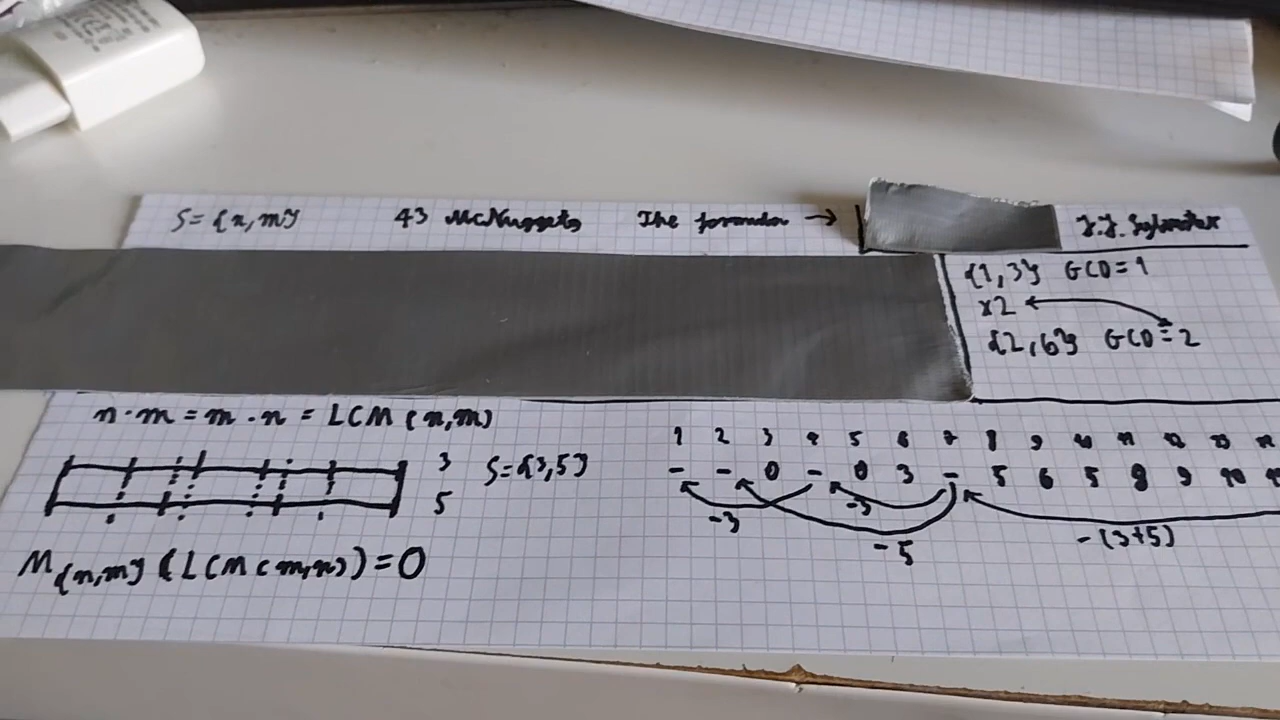 S= {n,m} 43 McNuggets The formula → J.J. Sylvester
{1,3} GCD=1
x2
{2,6} GCD=2
n·m = m·n = LCM (n,m)
1 2 3 4 5 6 7 8 9 10 11 12 13 14
- - 0 - 0 3 - 5 6 5 8 9 10
3
S={3,5}
5
-3 -3
-5
-(3+5)
M{n,m} (LCM(m,n))=0